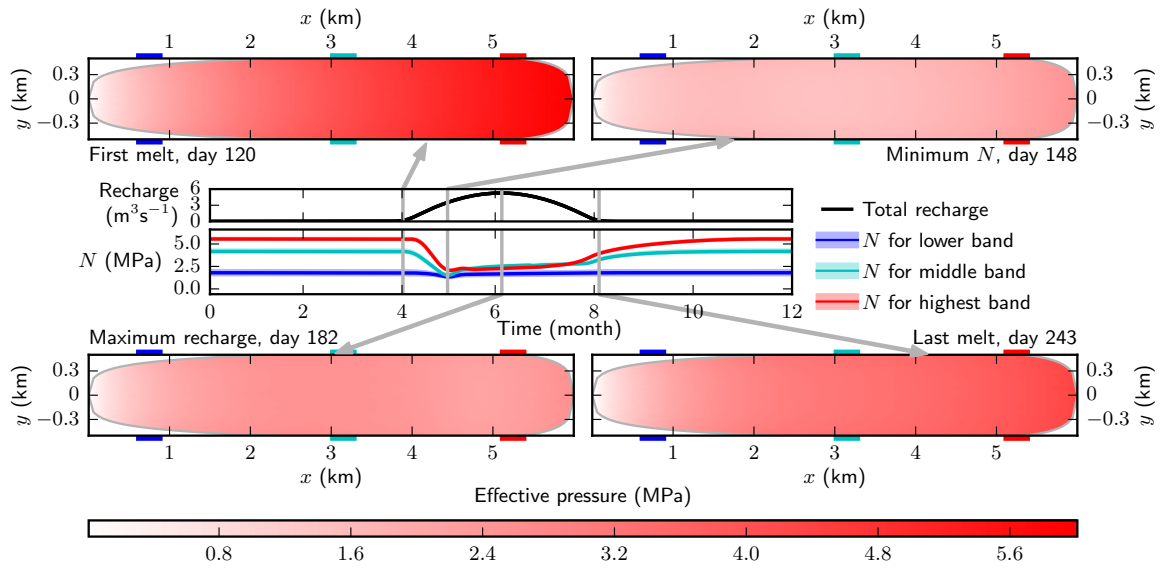 x (km) x (km)
1 2 3 4 5 1 2 3 4 5
y (km) 0.3 0 −0.3 0.3 0 −0.3 y (km)
First melt, day 120 Minimum N, day 148
Recharge (m³s⁻¹) 6 3 0
N (MPa) 5.0 2.5 0.0
0 2 4 6 8 10 12
Time (month)
Total recharge
N for lower band
N for middle band
N for highest band
Maximum recharge, day 182 Last melt, day 243
y (km) 0.3 0 −0.3 0.3 0 −0.3 y (km)
1 2 3 4 5 1 2 3 4 5
x (km) x (km)
Effective pressure (MPa)
0.8 1.6 2.4 3.2 4.0 4.8 5.6